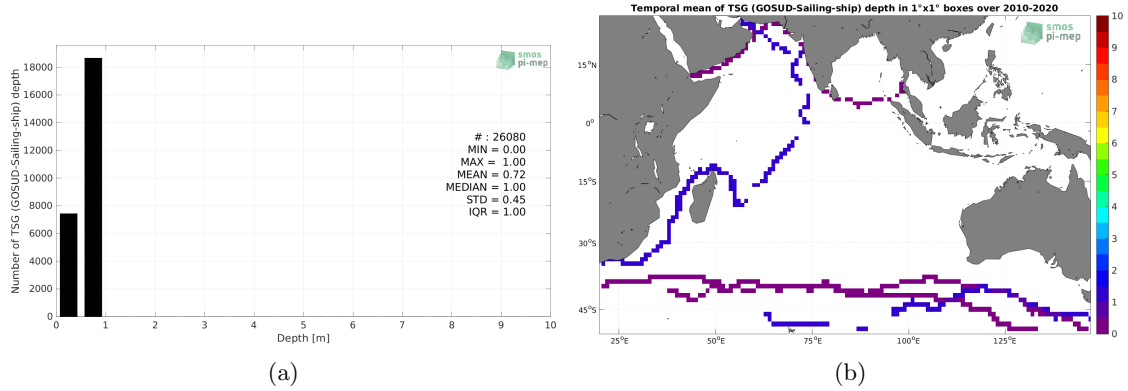 smos
pi-mep
Number of TSG (GOSUD-Sailing-ship) depth
18000
16000
14000
12000
10000
8000
6000
4000
2000
0
# : 26080
MIN = 0.00
MAX = 1.00
MEAN = 0.72
MEDIAN = 1.00
STD = 0.45
IQR = 1.00
0 1 2 3 4 5 6 7 8 9 10
Depth [m]
(a)
Temporal mean of TSG (GOSUD-Sailing-ship) depth in 1°x1° boxes over 2010-2020
smos
pi-mep
15°N
0°
15°S
30°S
45°S
25°E 50°E 75°E 100°E 125°E
10
9
8
7
6
5
4
3
2
1
0
(b)